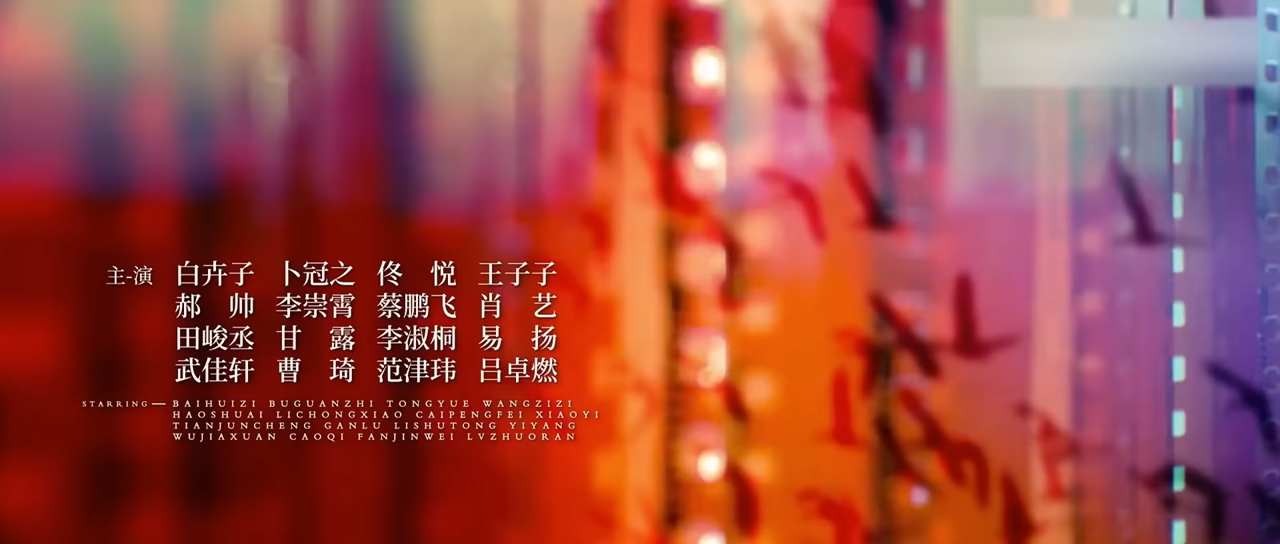 主-演 白卉子 卜冠之 佟悦 王子子
郝帅 李崇霄 蔡鹏飞 肖艺
田峻丞 甘露 李淑桐 易扬
武佳轩 曹琦 范津玮 吕卓燃
STARRING—BAIHUIZI BUGUANZHI TONGYUE WANGZIZI
HAOSHUAI LICHONGXIAO CAIPENGFEI XIAOYI
TIANJUNCHENG GANLU LISHUTONG YIYANG
WUJIAXUAN CAOQI FANJINWEI LVZHUORAN